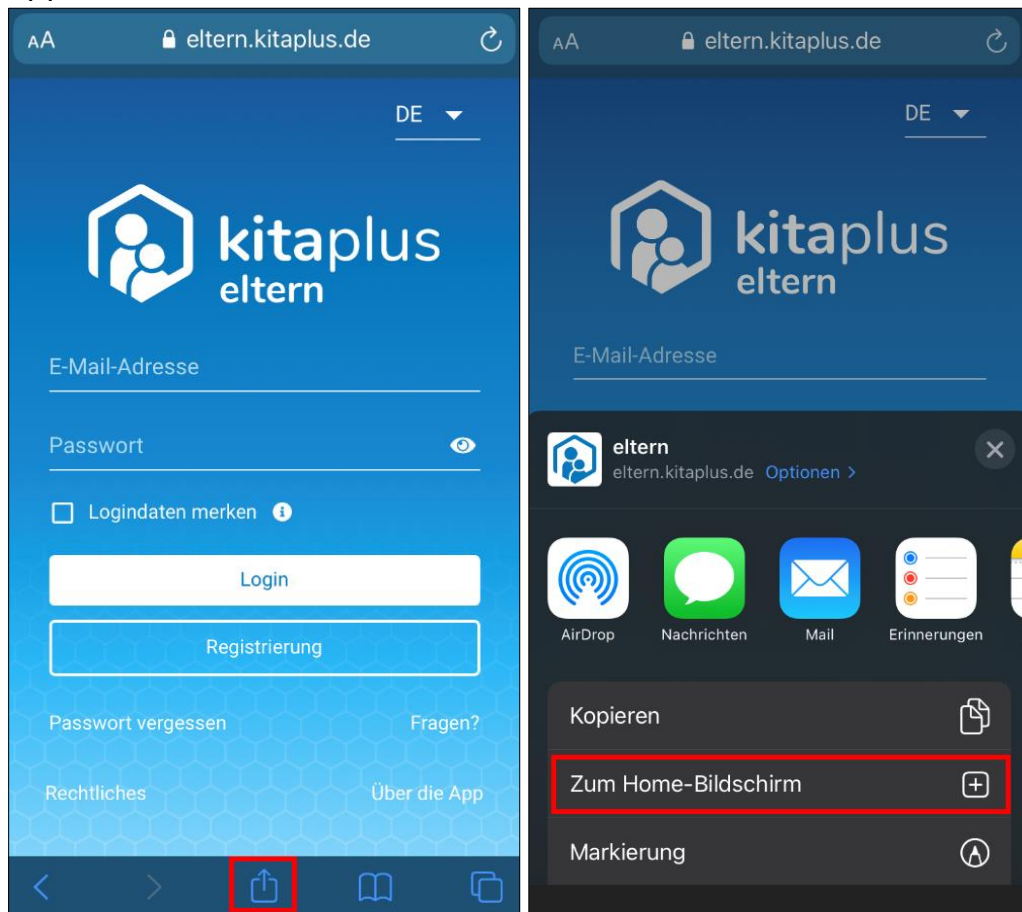 AA eltern.kitaplus.de
DE
kitaplus
eltern
E-Mail-Adresse
Passwort
Logindaten merken
Login
Registrierung
Passwort vergessen Fragen?
Rechtliches Über die App
AA eltern.kitaplus.de
DE
kitaplus
eltern
E-Mail-Adresse
eltern
eltern.kitaplus.de Optionen >
AirDrop Nachrichten Mail Erinnerungen
Kopieren
Zum Home-Bildschirm
Markierung